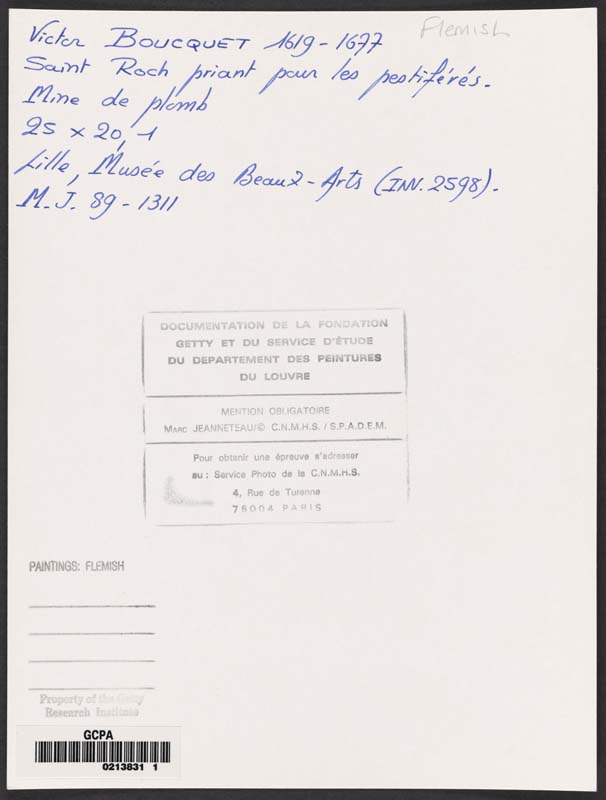 Victor BOUCQUET 1619-1677
Flemish
Saint Roch priant pour les pestiférés.
Mine de plomb
25 x 20,1
Lille, Musée des Beaux-Arts (INV. 2598).
M.J. 89-1311
DOCUMENTATION DE LA FONDATION
GETTY ET DU SERVICE D'ÉTUDE
DU DEPARTEMENT DES PEINTURES
DU LOUVRE
MENTION OBLIGATOIRE
MARC JEANNETEAU/© C.N.M.H.S. / S.P.A.D.E.M.
Pour obtenir une épreuve s'adresser
au : Service Photo de la C.N.M.H.S.
4, Rue de Turenne
75004 PARIS
PAINTINGS: FLEMISH
Property of the Getty
Research Institute
GCPA
0213831 1